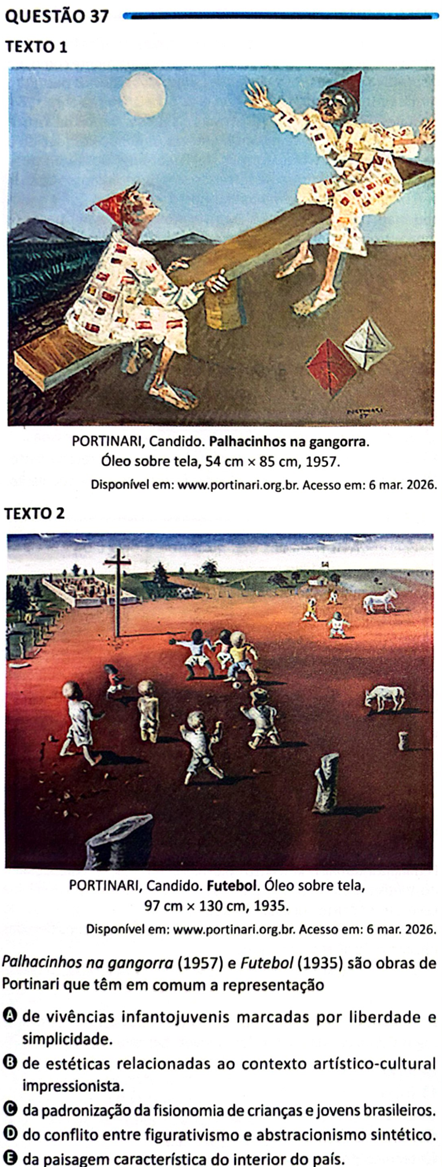 QUESTÃO 37
TEXTO 1
PORTINARI
57
PORTINARI, Candido. Palhacinhos na gangorra.
Óleo sobre tela, 54 cm × 85 cm, 1957.
Disponível em: www.portinari.org.br. Acesso em: 6 mar. 2026.
TEXTO 2
PORTINARI, Candido. Futebol. Óleo sobre tela,
97 cm × 130 cm, 1935.
Disponível em: www.portinari.org.br. Acesso em: 6 mar. 2026.
Palhacinhos na gangorra (1957) e Futebol (1935) são obras de
Portinari que têm em comum a representação
A de vivências infantojuvenis marcadas por liberdade e
simplicidade.
B de estéticas relacionadas ao contexto artístico-cultural
impressionista.
C da padronização da fisionomia de crianças e jovens brasileiros.
D do conflito entre figurativismo e abstracionismo sintético.
E da paisagem característica do interior do país.